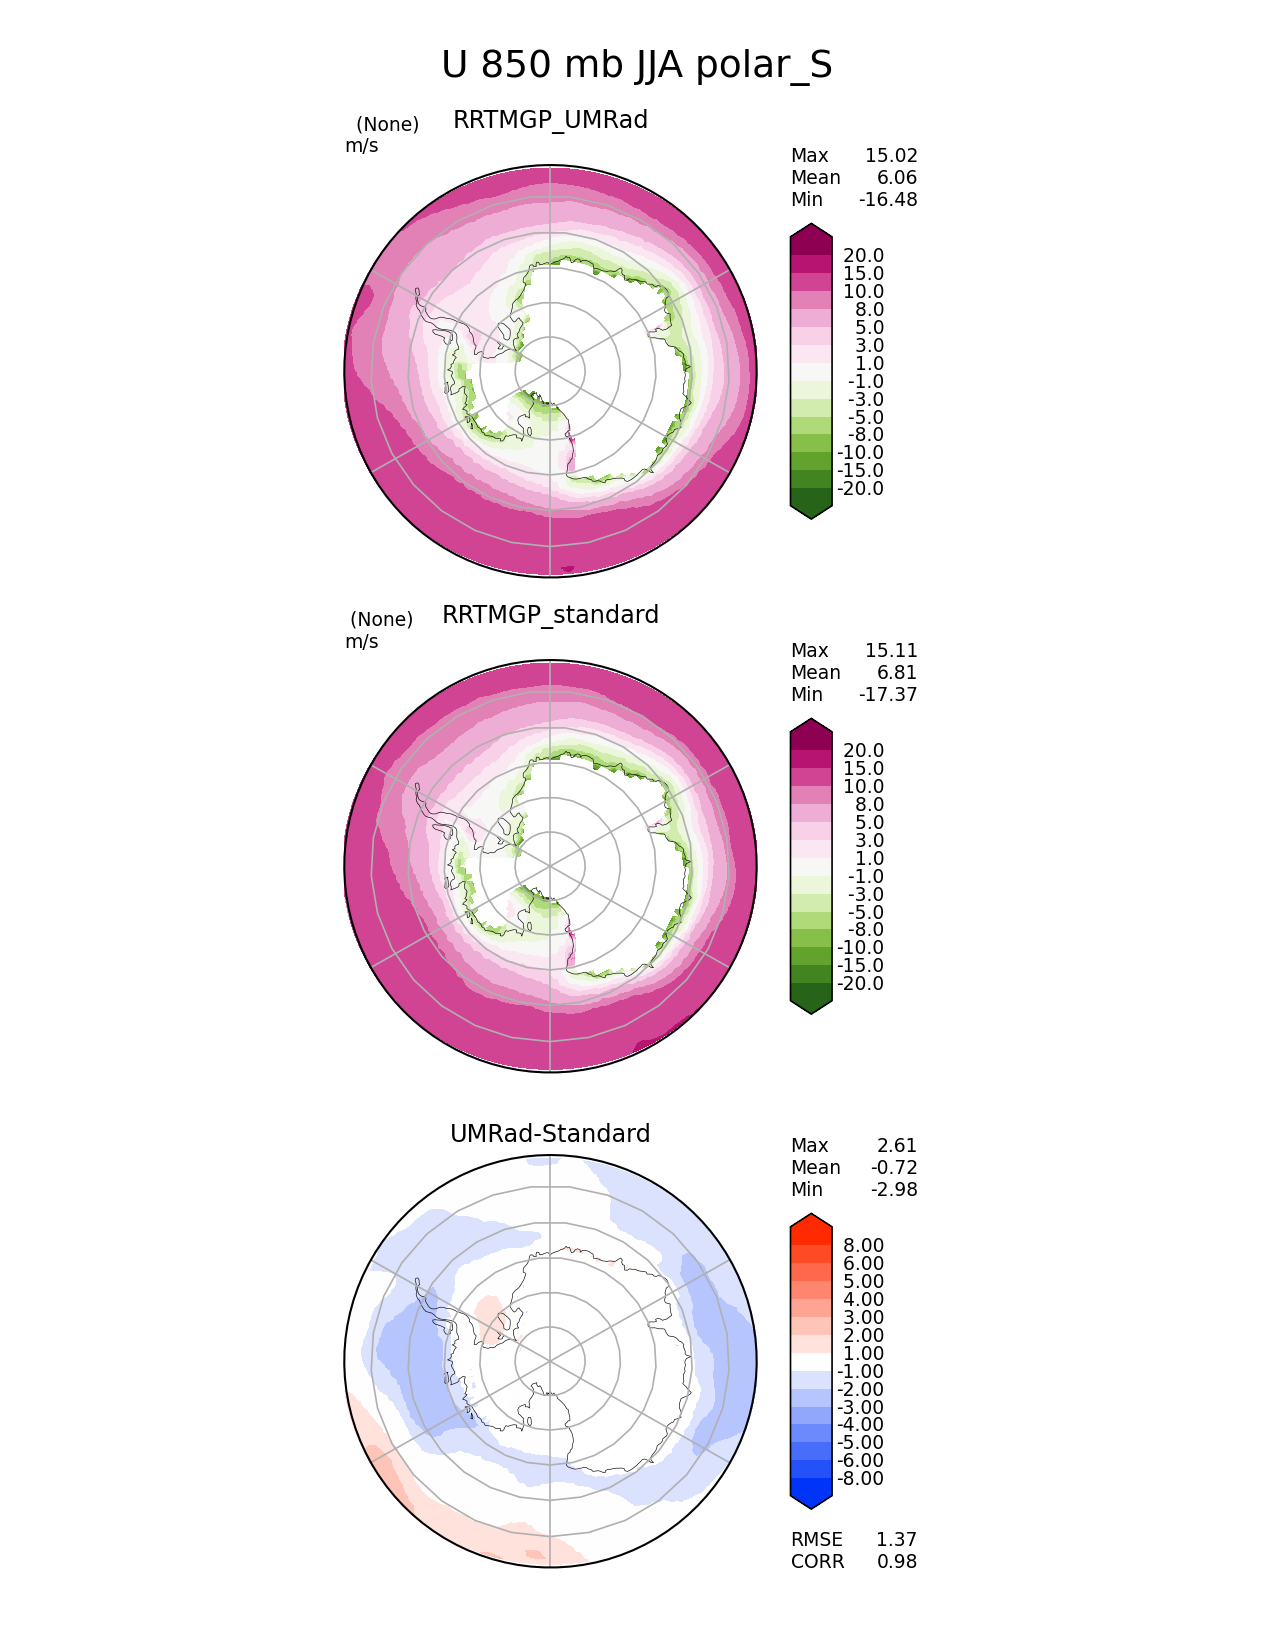 U 850 mb JJA polar_S
(None) RRTMGP_UMRad
m/s
Max 15.02
Mean 6.06
Min -16.48
20.0
15.0
10.0
8.0
5.0
3.0
1.0
-1.0
-3.0
-5.0
-8.0
-10.0
-15.0
-20.0
(None) RRTMGP_standard
m/s
Max 15.11
Mean 6.81
Min -17.37
20.0
15.0
10.0
8.0
5.0
3.0
1.0
-1.0
-3.0
-5.0
-8.0
-10.0
-15.0
-20.0
UMRad-Standard
Max 2.61
Mean -0.72
Min -2.98
8.00
6.00
5.00
4.00
3.00
2.00
1.00
-1.00
-2.00
-3.00
-4.00
-5.00
-6.00
-8.00
RMSE 1.37
CORR 0.98